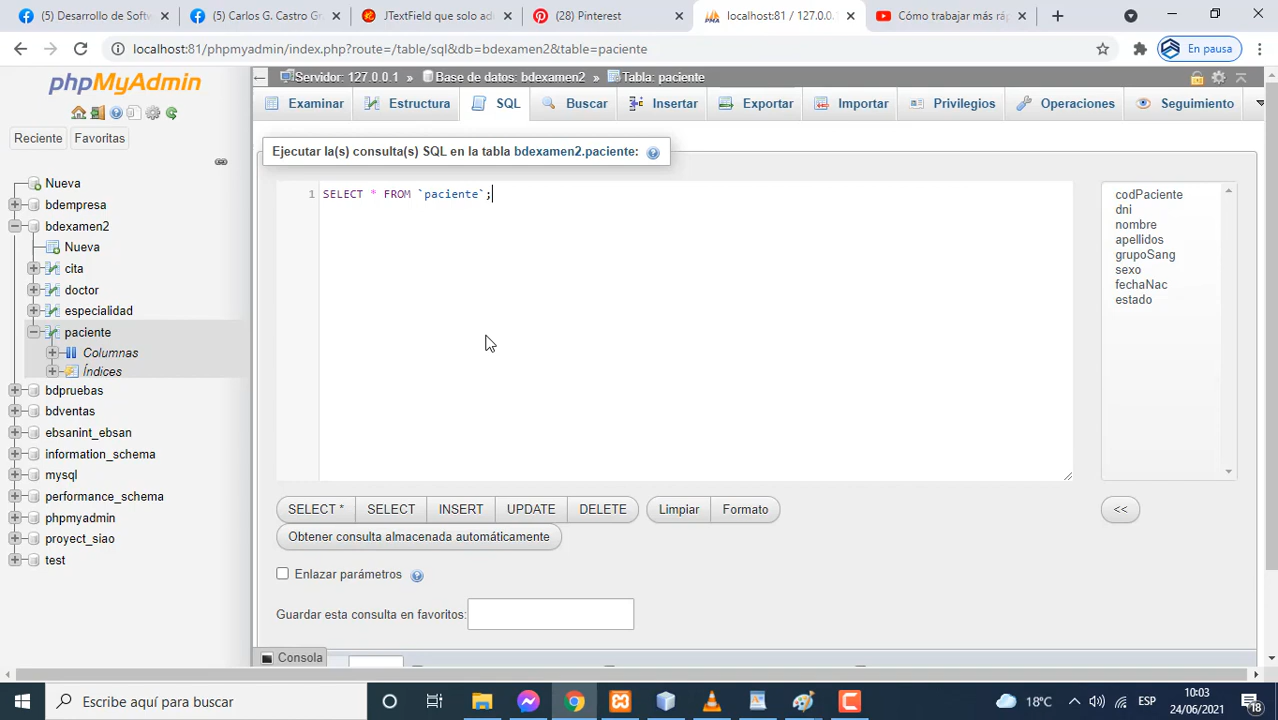 (5) Desarrollo de Softw
(5) Carlos G. Castro Gr
JTextField que solo ad
(28) Pinterest
localhost:81 / 127.0.0.1
Cómo trabajar más rá
localhost:81/phpmyadmin/index.php?route=/table/sql&db=bdexamen2&table=paciente
En pausa
phpMyAdmin
Reciente
Favoritas
Nueva
bdempresa
bdexamen2
Nueva
cita
doctor
especialidad
paciente
Columnas
Índices
bdpruebas
bdventas
ebsanint_ebsan
information_schema
mysql
performance_schema
phpmyadmin
proyect_siao
test
Servidor: 127.0.0.1 » Base de datos: bdexamen2 » Tabla: paciente
Examinar
Estructura
SQL
Buscar
Insertar
Exportar
Importar
Privilegios
Operaciones
Seguimiento
Ejecutar la(s) consulta(s) SQL en la tabla bdexamen2.paciente:
1 SELECT * FROM `paciente`;
codPaciente
dni
nombre
apellidos
grupoSang
sexo
fechaNac
estado
SELECT *
SELECT
INSERT
UPDATE
DELETE
Limpiar
Formato
<<
Obtener consulta almacenada automáticamente
Enlazar parámetros
Guardar esta consulta en favoritos:
Consola
Escribe aquí para buscar
18°C
ESP
10:03
24/06/2021
18